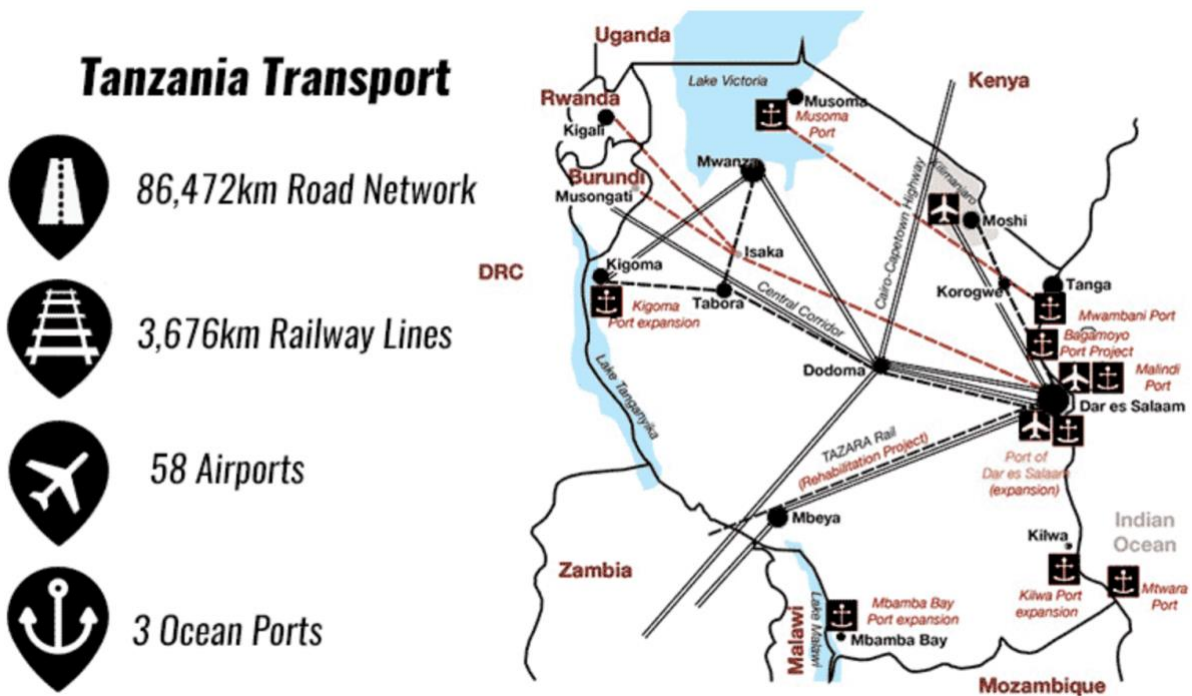 Tanzania Transport
86,472km Road Network
3,676km Railway Lines
58 Airports
3 Ocean Ports
Uganda
Lake Victoria
Kenya
Rwanda
Kigali
Musoma
Musoma
Port
Mwanza
Burundi
Musongati
Cairo-Capetown Highway
Kilimanjaro
Moshi
DRC
Kigoma
Isaka
Kigoma
Port expansion
Tabora
Central Corridor
Korogwe
Tanga
Mwambani Port
Bagamoyo
Port Project
Malindi
Port
Dodoma
Dar es Salaam
Lake Tanganyika
TAZARA Rail
(Rehabilitation Project)
Port of
Dar es Salaam
(expansion)
Mbeya
Zambia
Kilwa
Indian
Ocean
Kilwa Port
expansion
Mtwara
Port
Malawi
Lake Malawi
Mbamba Bay
Port expansion
Mbamba Bay
Mozambique